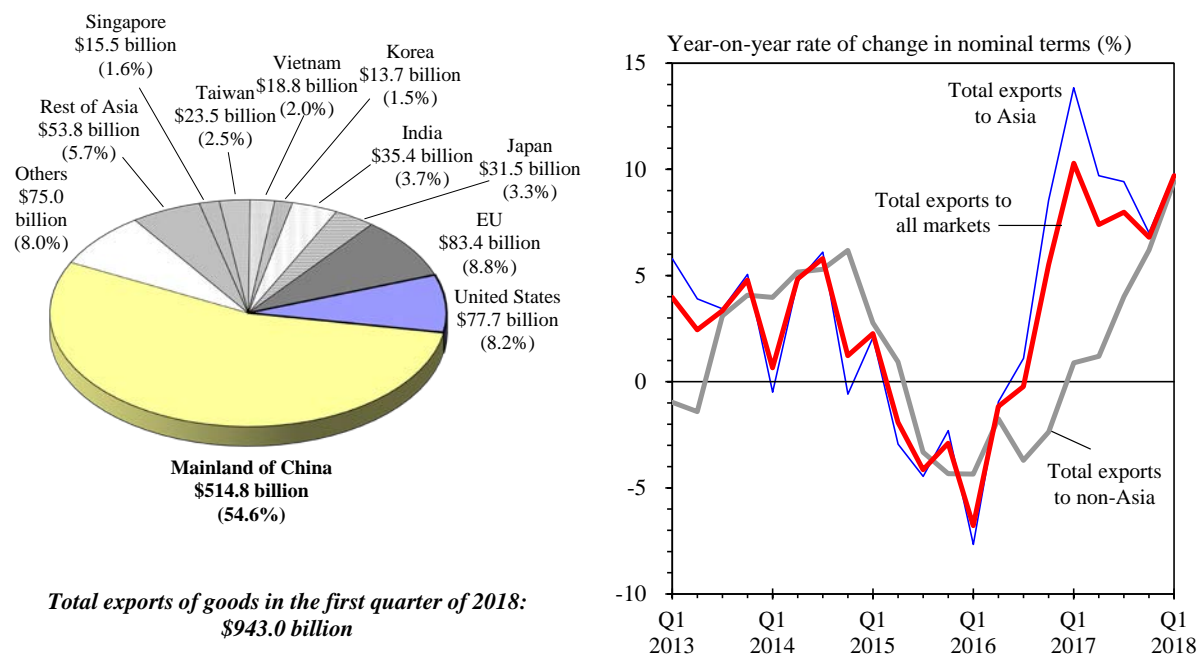 Singapore
$15.5 billion
(1.6%)
Vietnam
$18.8 billion
(2.0%)
Korea
$13.7 billion
(1.5%)
Taiwan
$23.5 billion
(2.5%)
Rest of Asia
$53.8 billion
(5.7%)
India
$35.4 billion
(3.7%)
Japan
$31.5 billion
(3.3%)
Others
$75.0
billion
(8.0%)
EU
$83.4 billion
(8.8%)
United States
$77.7 billion
(8.2%)
Mainland of China
$514.8 billion
(54.6%)
Total exports of goods in the first quarter of 2018:
$943.0 billion
Year-on-year rate of change in nominal terms (%)
15
10
5
0
-5
-10
Total exports
to Asia
Total exports to
all markets
Total exports
to non-Asia
Q1 Q1 Q1 Q1 Q1 Q1
2013 2014 2015 2016 2017 2018